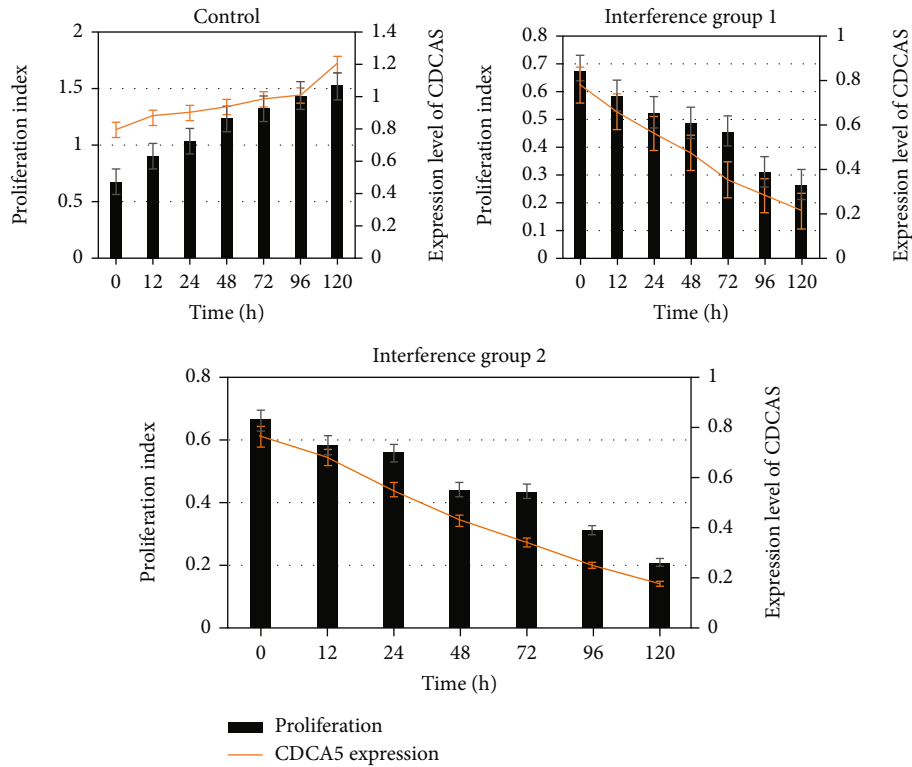 Control
Proliferation index
2
1.5
1
0.5
0
1.4
1.2
1
0.8
0.6
0.4
0.2
0
Expression level of CDCAS
0 12 24 48 72 96 120
Time (h)
Interference group 1
Proliferation index
0.8
0.7
0.6
0.5
0.4
0.3
0.2
0.1
0
1
0.8
0.6
0.4
0.2
0
Expression level of CDCAS
0 12 24 48 72 96 120
Time (h)
Interference group 2
Proliferation index
0.8
0.6
0.4
0.2
0
1
0.8
0.6
0.4
0.2
0
Expression level of CDCAS
0 12 24 48 72 96 120
Time (h)
Proliferation
CDCA5 expression